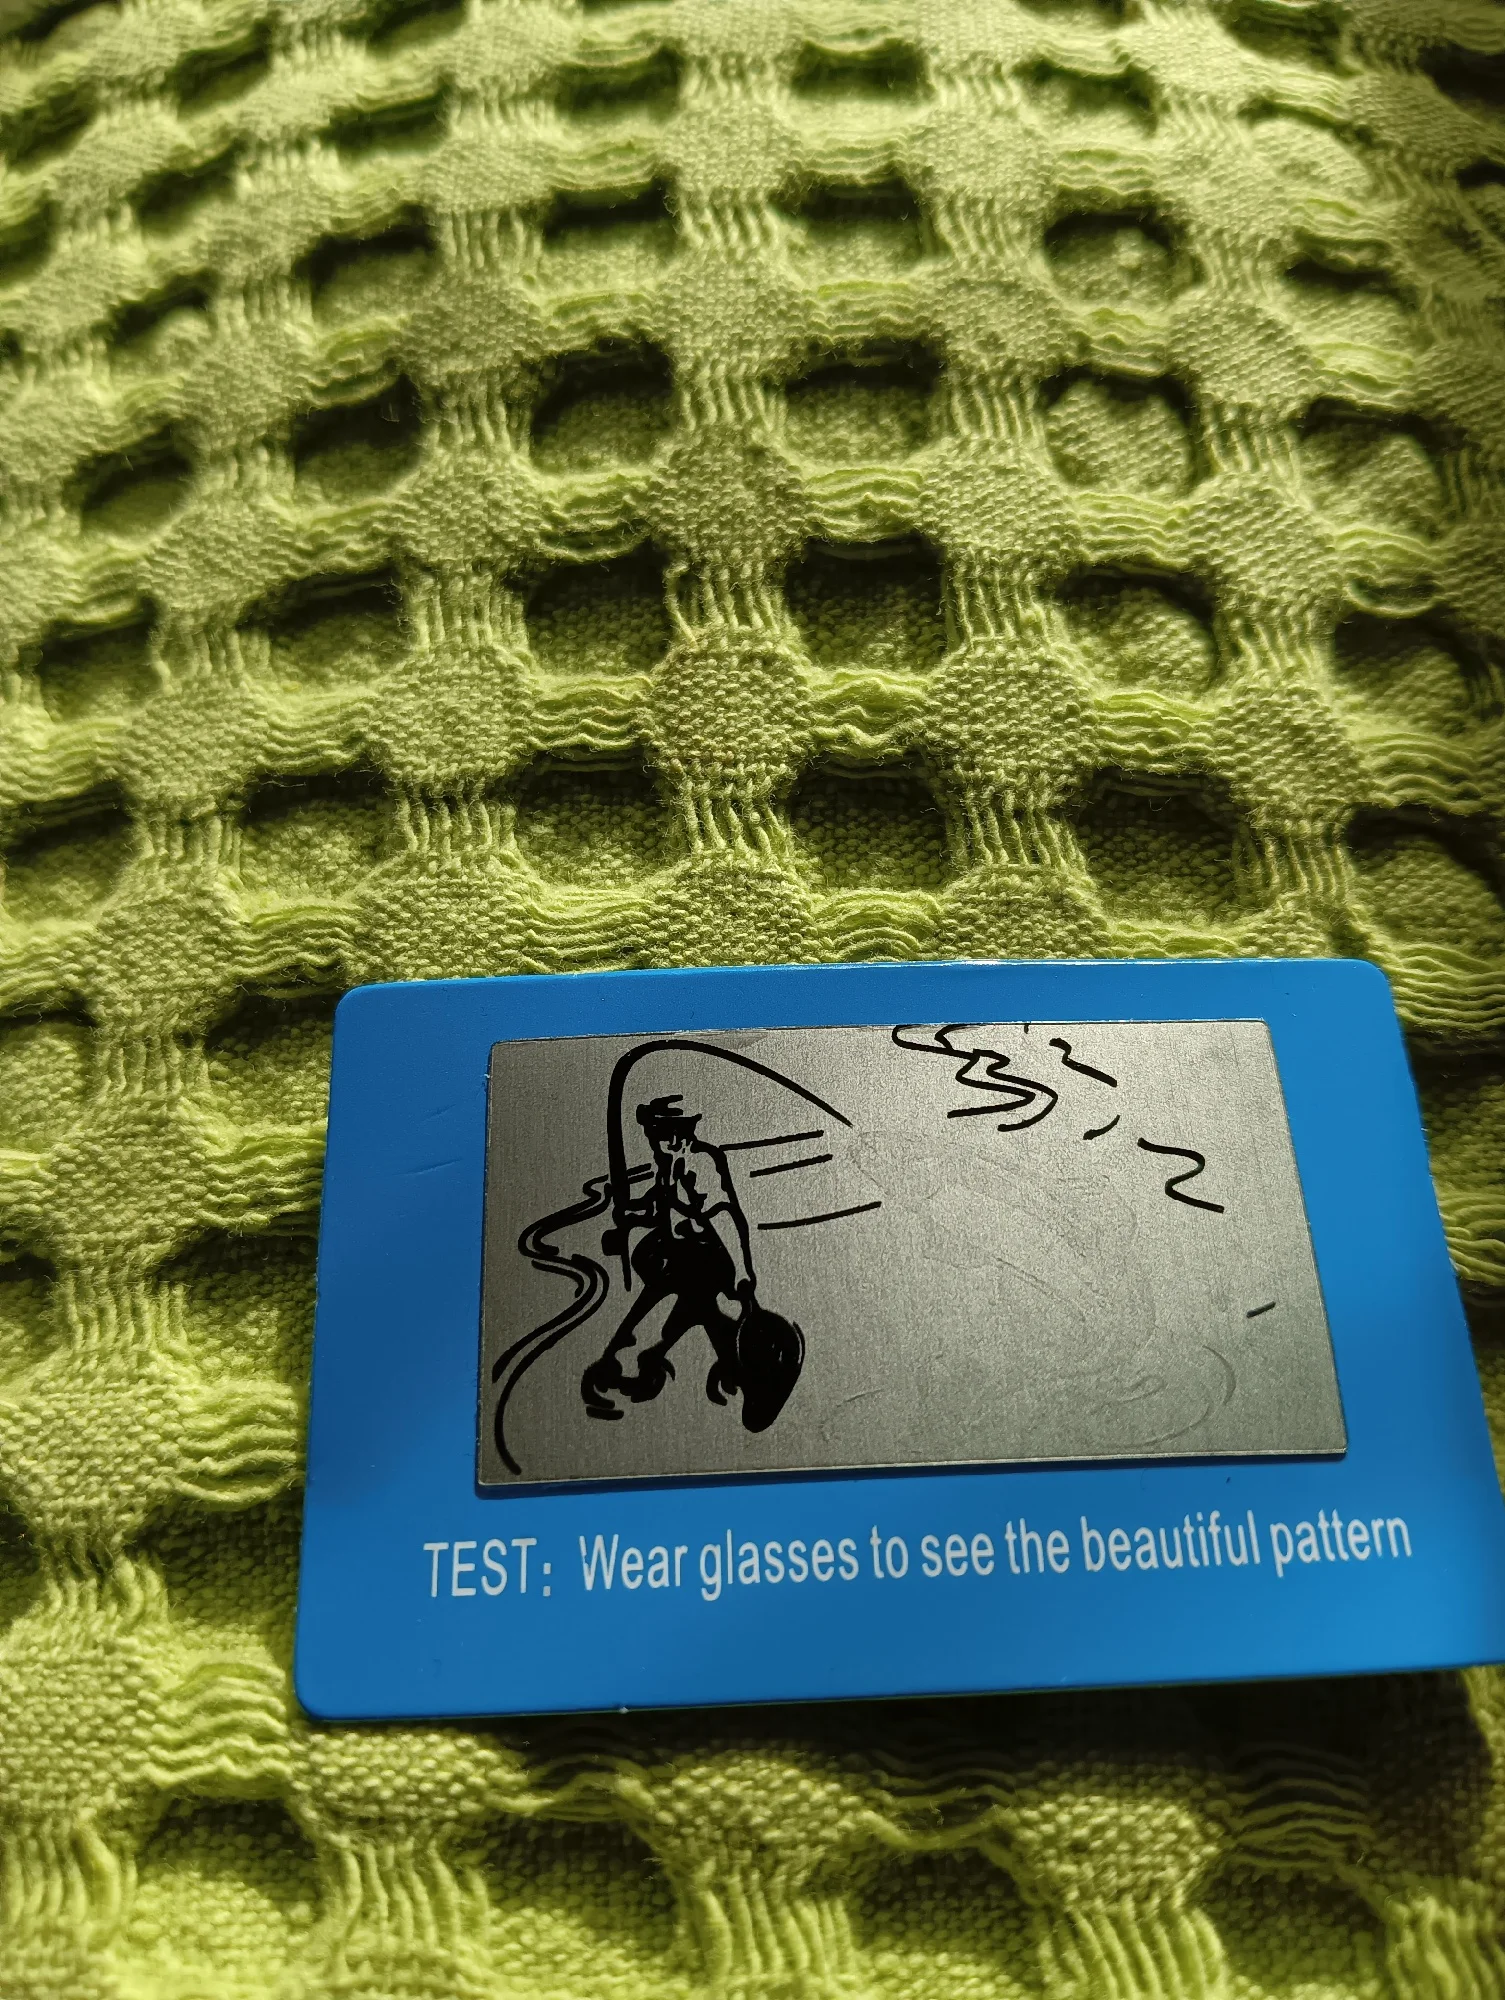 TEST: Wear glasses to see the beautiful pattern